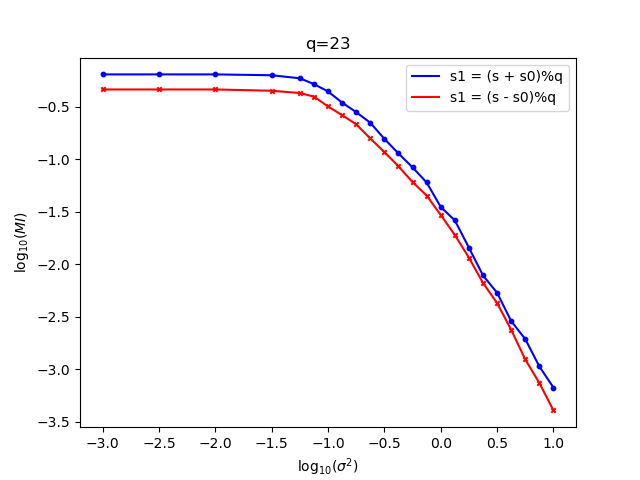 q=23
s1 = (s + s0)%q
s1 = (s - s0)%q
−0.5
−1.0
−1.5
−2.0
−2.5
−3.0
−3.5
log₁₀(MI)
−3.0 −2.5 −2.0 −1.5 −1.0 −0.5 0.0 0.5 1.0
log₁₀(σ²)